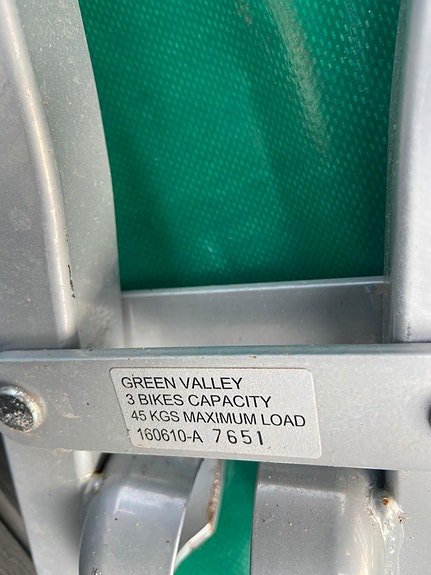 GREEN VALLEY
3 BIKES CAPACITY
45 KGS MAXIMUM LOAD
160610-A 7651